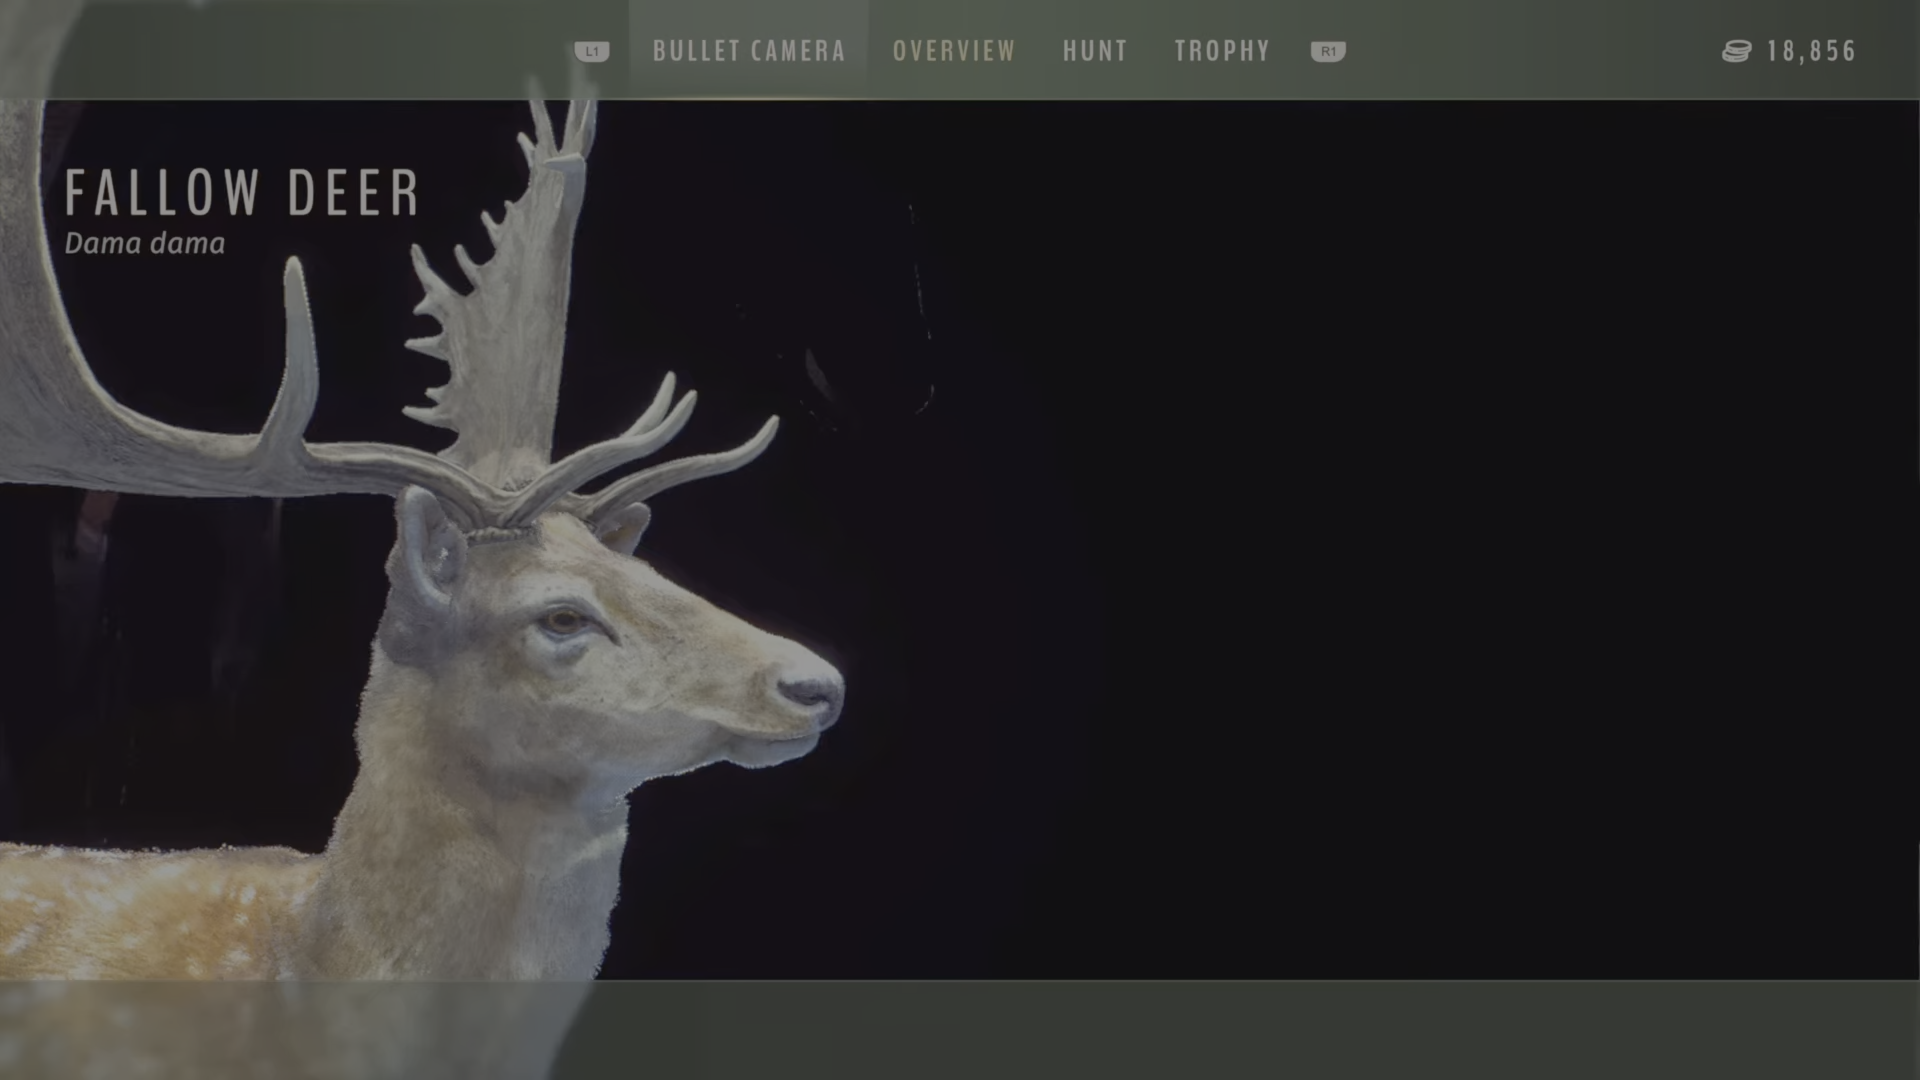 L1 BULLET CAMERA OVERVIEW HUNT TROPHY R1 18,856
FALLOW DEER
Dama dama